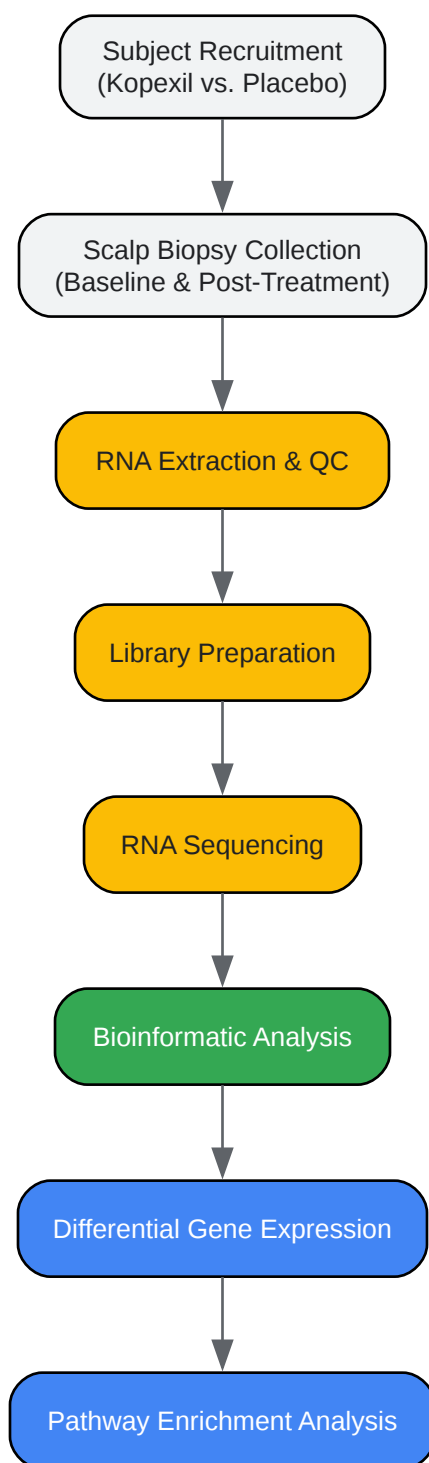 Subject Recruitment
(Kopexil vs. Placebo)
Scalp Biopsy Collection
(Baseline & Post-Treatment)
RNA Extraction & QC
Library Preparation
RNA Sequencing
Bioinformatic Analysis
Differential Gene Expression
Pathway Enrichment Analysis